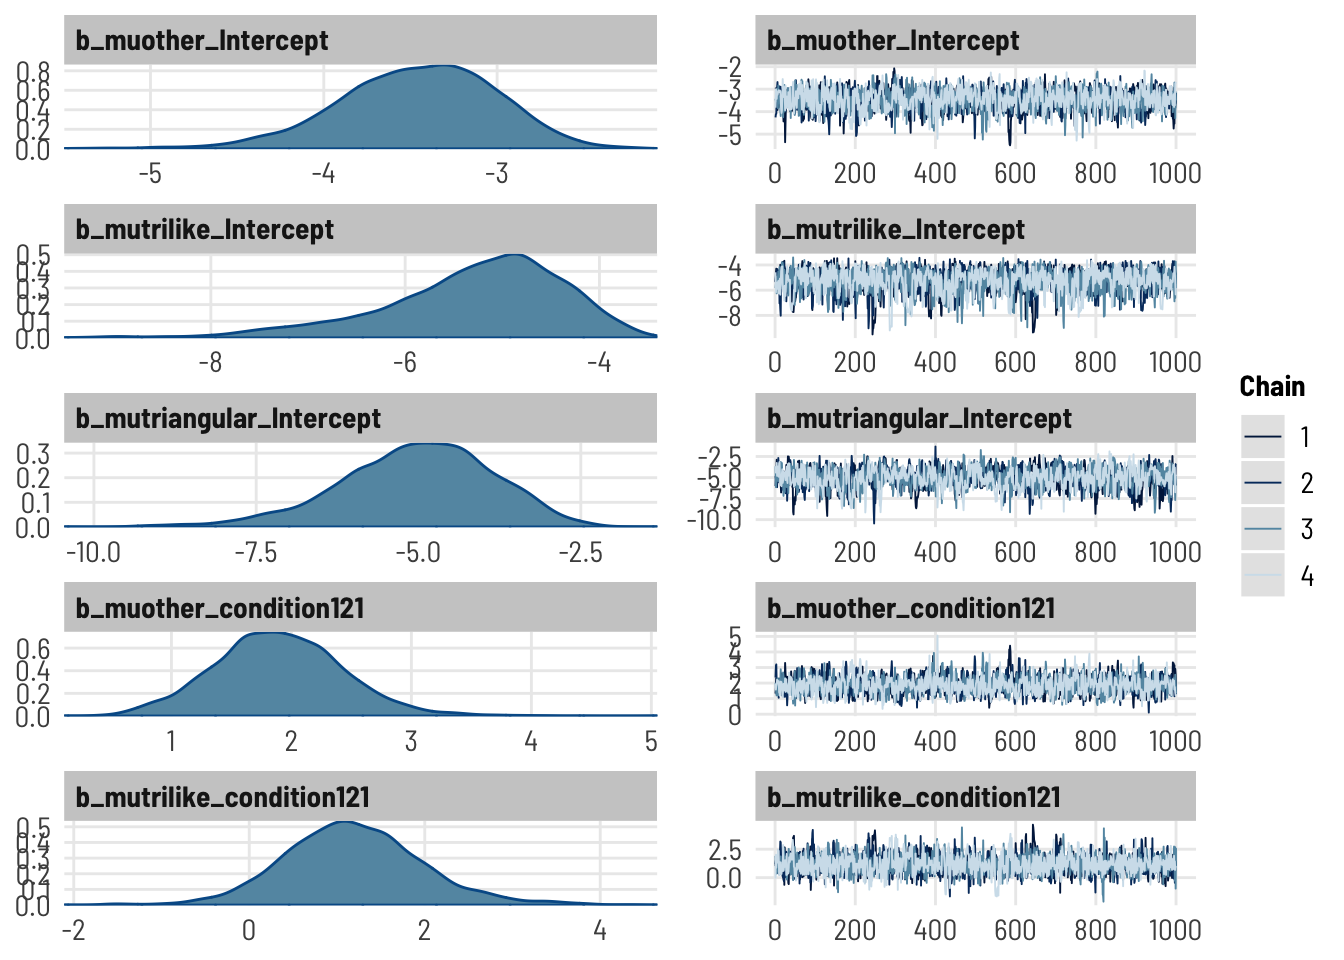 b_muother_Intercept
0.8
0.6
0.4
0.2
0.0
-5 -4 -3
b_muother_Intercept
-2
-3
-4
-5
0 200 400 600 800 1000
b_mutrilike_Intercept
0.5
0.4
0.3
0.2
0.1
0.0
-8 -6 -4
b_mutrilike_Intercept
-4
-6
-8
0 200 400 600 800 1000
b_mutriangular_Intercept
0.3
0.2
0.1
0.0
-10.0 -7.5 -5.0 -2.5
b_mutriangular_Intercept
-2.5
-5.0
-7.5
-10.0
0 200 400 600 800 1000
b_muother_condition121
0.6
0.4
0.2
0.0
1 2 3 4 5
b_muother_condition121
5
4
3
2
1
0
0 200 400 600 800 1000
b_mutrilike_condition121
0.5
0.4
0.3
0.2
0.1
0.0
-2 0 2 4
b_mutrilike_condition121
2.5
0.0
0 200 400 600 800 1000
Chain
1
2
3
4